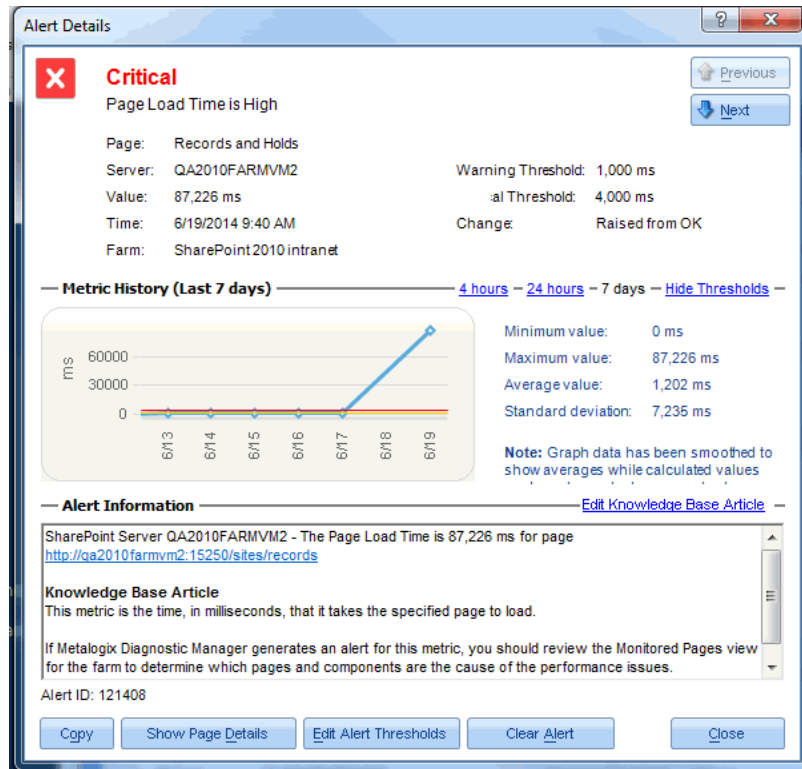 Alert Details
Critical
Page Load Time is High
Previous
Next
Page: Records and Holds
Server: QA2010FARMVM2
Warning Threshold: 1,000 ms
Value: 87,226 ms
al Threshold: 4,000 ms
Time: 6/19/2014 9:40 AM
Change: Raised from OK
Farm: SharePoint 2010 intranet
Metric History (Last 7 days)
4 hours – 24 hours – 7 days – Hide Thresholds
ms
60000
30000
0
6/13
6/14
6/15
6/16
6/17
6/18
6/19
Minimum value: 0 ms
Maximum value: 87,226 ms
Average value: 1,202 ms
Standard deviation: 7,235 ms
Note: Graph data has been smoothed to
show averages while calculated values
Alert Information
Edit Knowledge Base Article
SharePoint Server QA2010FARMVM2 - The Page Load Time is 87,226 ms for page
http://qa2010farmvm2:15250/sites/records
Knowledge Base Article
This metric is the time, in milliseconds, that it takes the specified page to load.
If Metalogix Diagnostic Manager generates an alert for this metric, you should review the Monitored Pages view
for the farm to determine which pages and components are the cause of the performance issues.
Alert ID: 121408
Copy
Show Page Details
Edit Alert Thresholds
Clear Alert
Close